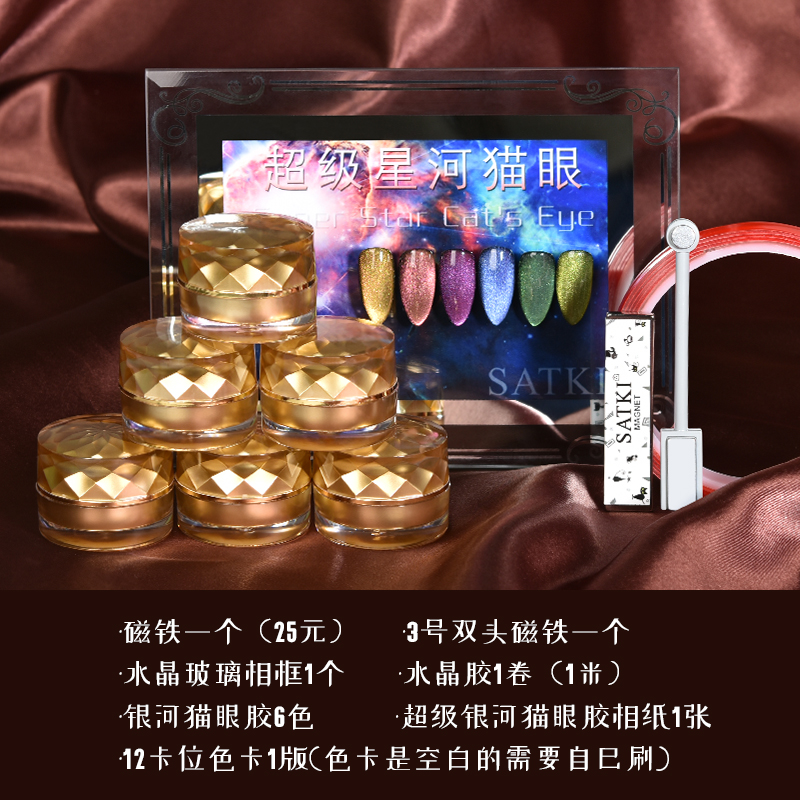 超级星河猫眼
Super Star Cat's Eye
SATKI
SATKI
MAGNET
·磁铁一个（25元） ·3号双头磁铁一个
·水晶玻璃相框1个 ·水晶胶1卷（1米）
·银河猫眼胶6色 ·超级银河猫眼胶相纸1张
·12卡位色卡1版(色卡是空白的需要自己刷)